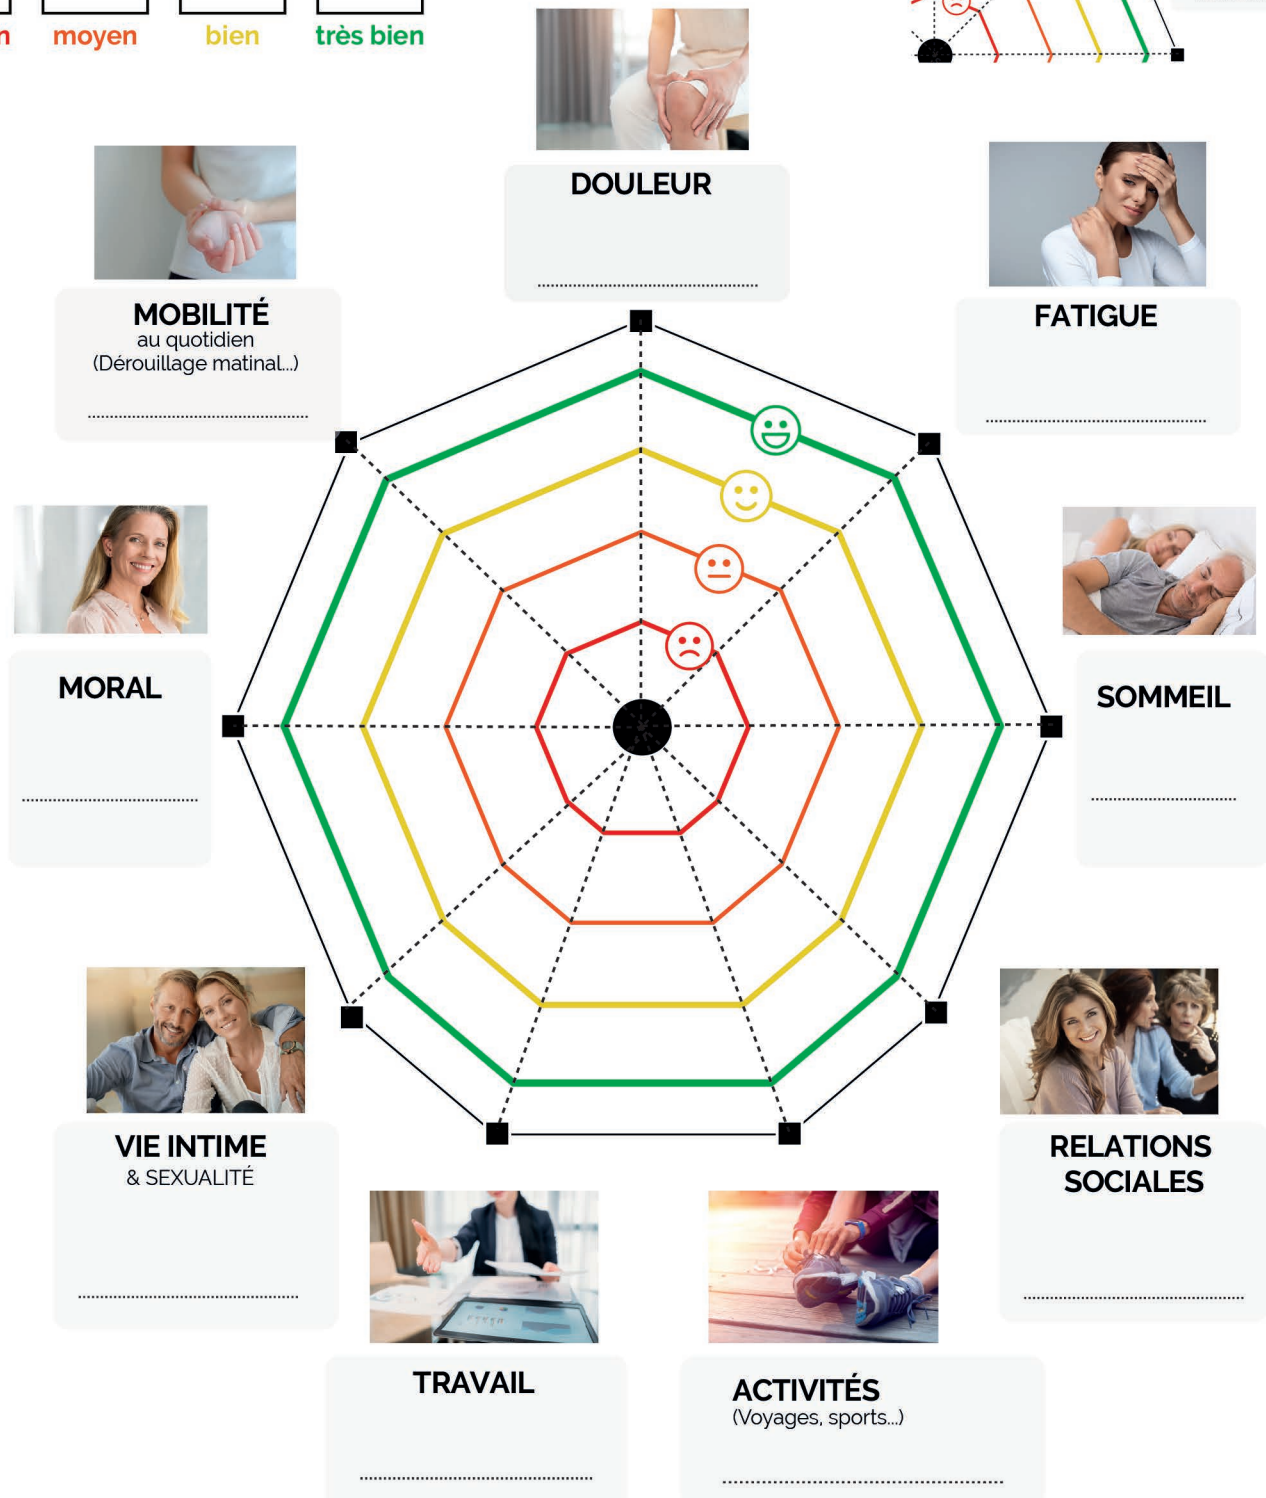 moyen
bien
très bien
DOULEUR
MOBILITÉ
au quotidien
(Dérouillage matinal...)
FATIGUE
MORAL
SOMMEIL
VIE INTIME
& SEXUALITÉ
RELATIONS
SOCIALES
TRAVAIL
ACTIVITÉS
(Voyages, sports...)